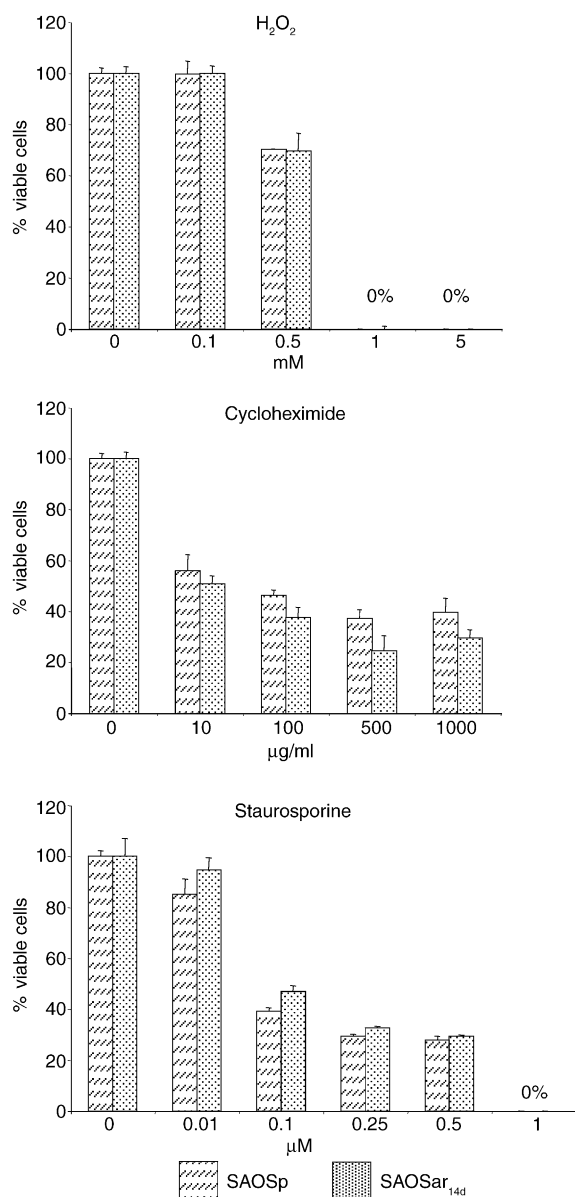 H₂O₂
120
100
80
60
40
20
0
% viable cells
0% 0%
0 0.1 0.5 1 5
mM
Cycloheximide
120
100
80
60
40
20
0
% viable cells
0 10 100 500 1000
μg/ml
Staurosporine
120
100
80
60
40
20
0
% viable cells
0%
0 0.01 0.1 0.25 0.5 1
μM
SAOSp SAOSar14d